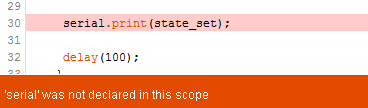 29
30 serial.print(state_set);
31
32 delay(100);
33 }
'serial' was not declared in this scope